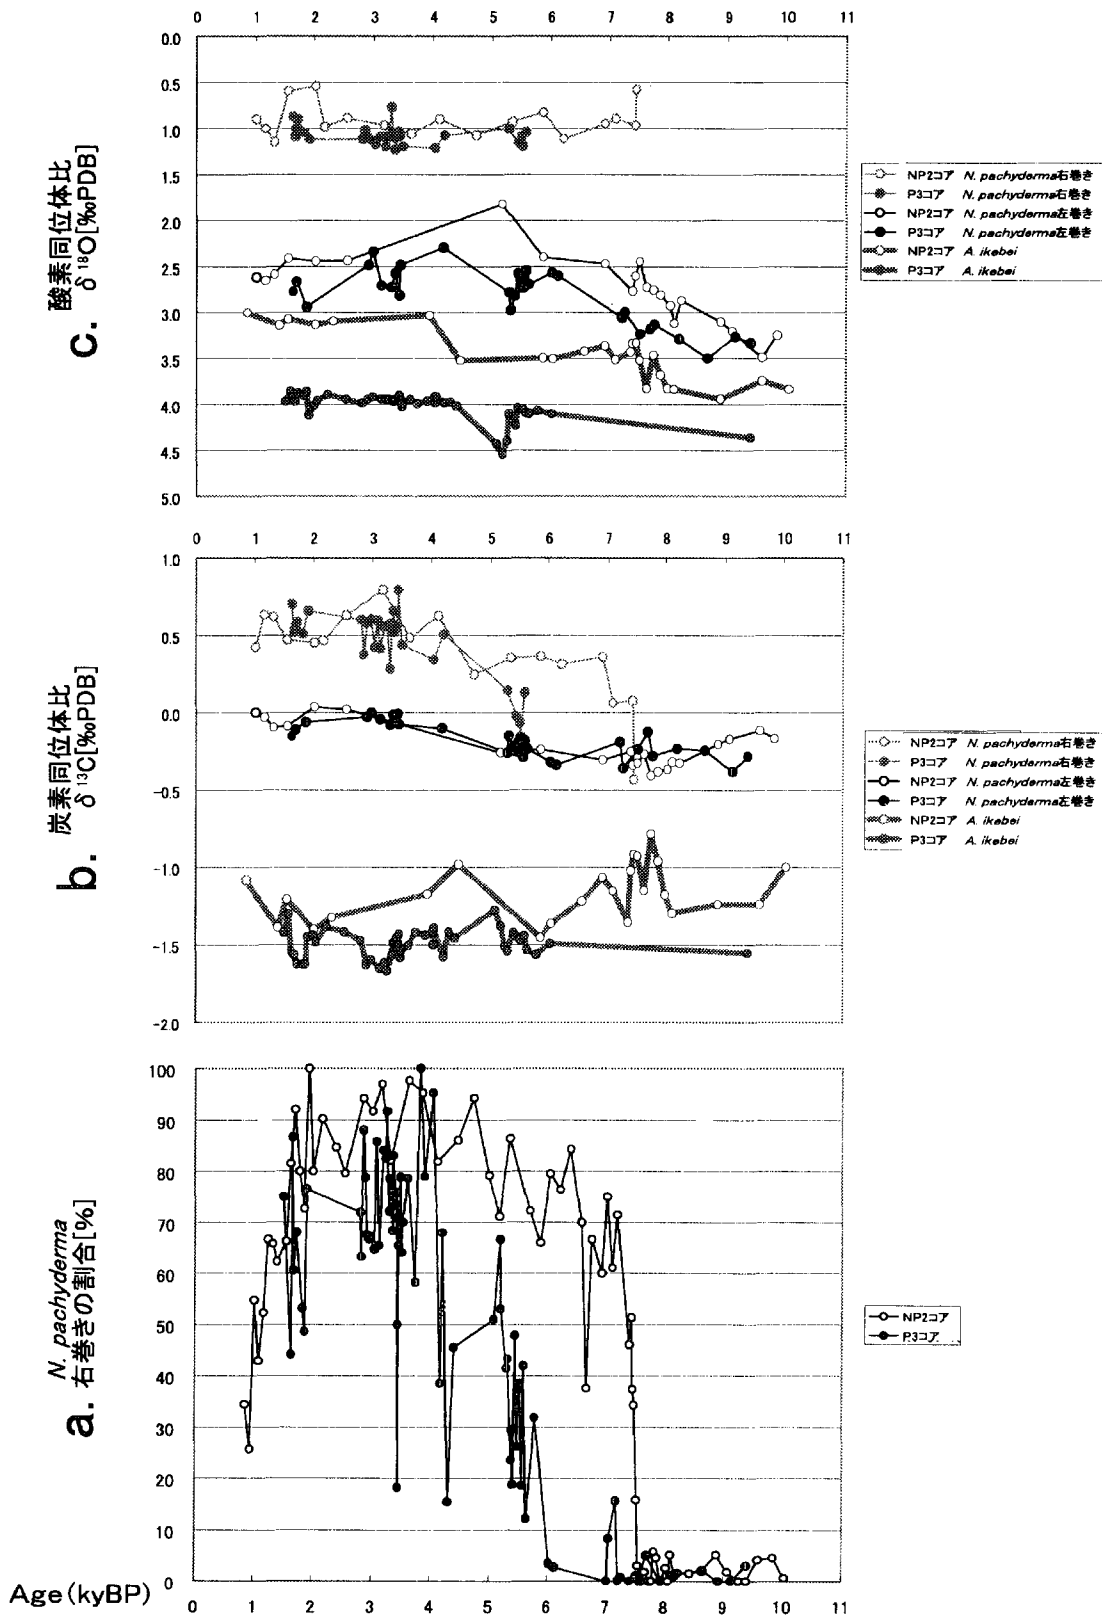 0 1 2 3 4 5 6 7 8 9 10 11
0.0
0.5
1.0
1.5
2.0
2.5
3.0
3.5
4.0
4.5
5.0
c. 酸素同位体比
δ ¹⁸O[‰PDB]
NP2コア N. pachyderma右巻き
P3コア N. pachyderma右巻き
NP2コア N. pachyderma左巻き
P3コア N. pachyderma左巻き
NP2コア A. ikebei
P3コア A. ikebei
0 1 2 3 4 5 6 7 8 9 10 11
1.0
0.5
0.0
-0.5
-1.0
-1.5
-2.0
b. 炭素同位体比
δ ¹³C[‰PDB]
NP2コア N. pachyderma右巻き
P3コア N. pachyderma右巻き
NP2コア N. pachyderma左巻き
P3コア N. pachyderma左巻き
NP2コア A. ikebei
P3コア A. ikebei
100
90
80
70
60
50
40
30
20
10
0
a. N. pachyderma
右巻きの割合[%]
NP2コア
P3コア
Age(kyBP) 0 1 2 3 4 5 6 7 8 9 10 11